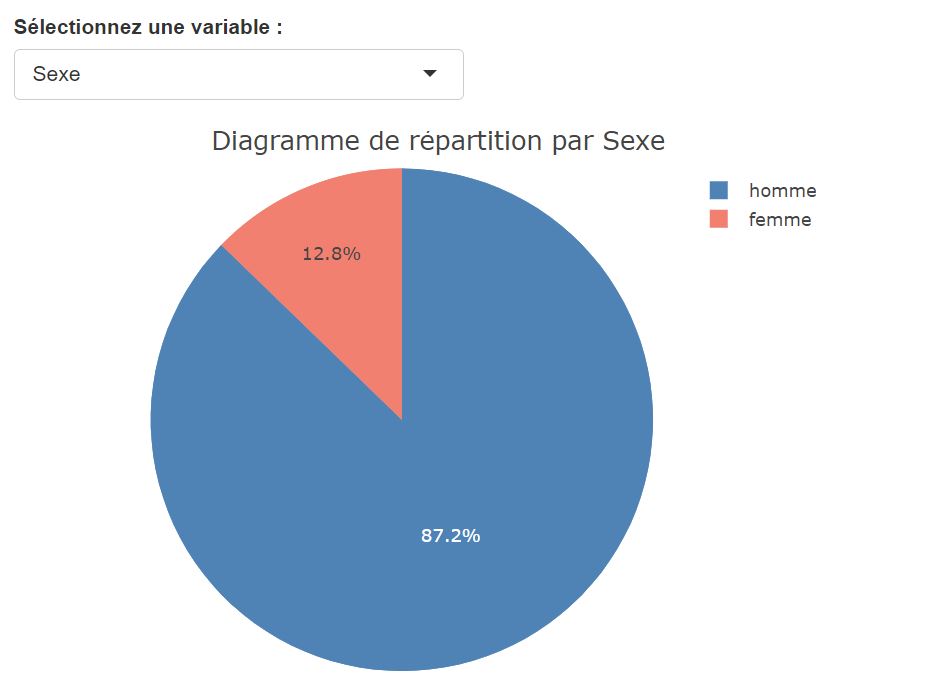 Sélectionnez une variable :
Sexe
Diagramme de répartition par Sexe
homme
femme
12.8%
87.2%